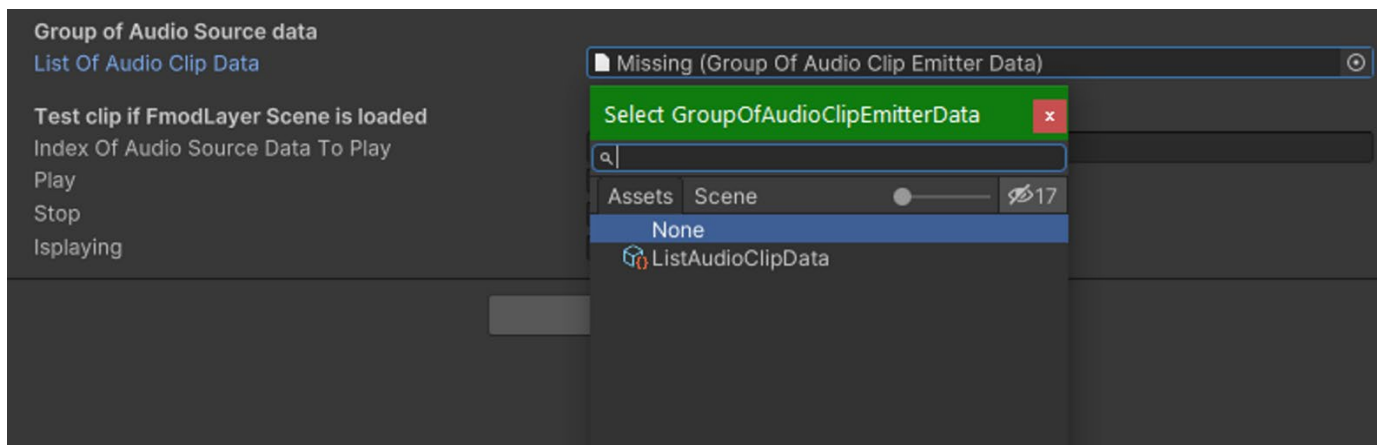 Group of Audio Source data
List Of Audio Clip Data
Missing (Group Of Audio Clip Emitter Data)
Select GroupOfAudioClipEmitterData
x
Test clip if FmodLayer Scene is loaded
Index Of Audio Source Data To Play
Play
Assets Scene 17
Stop
None
Isplaying
ListAudioClipData